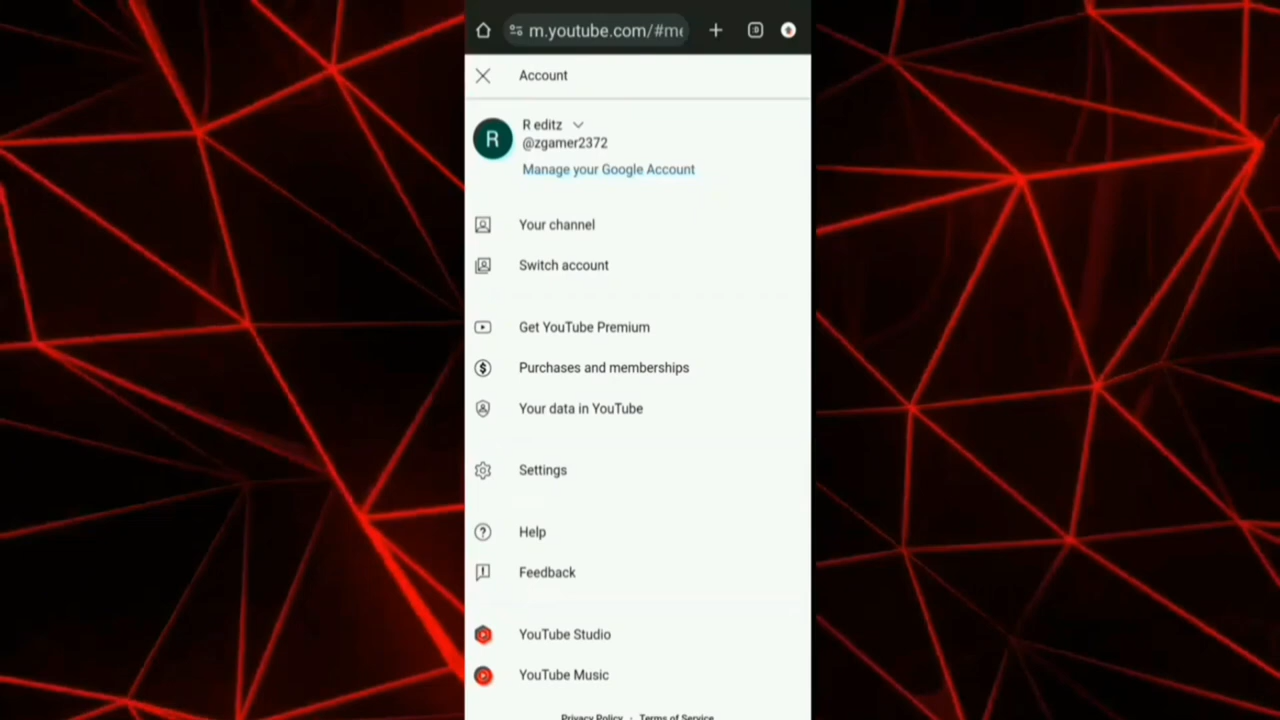 m.youtube.com/#me
:D
Account
R editz
R
@zgamer2372
Manage your Google Account
Your channel
Switch account
Get YouTube Premium
Purchases and memberships
Your data in YouTube
Settings
Help
Feedback
YouTube Studio
YouTube Music
Privacy Policy · Terms of Service